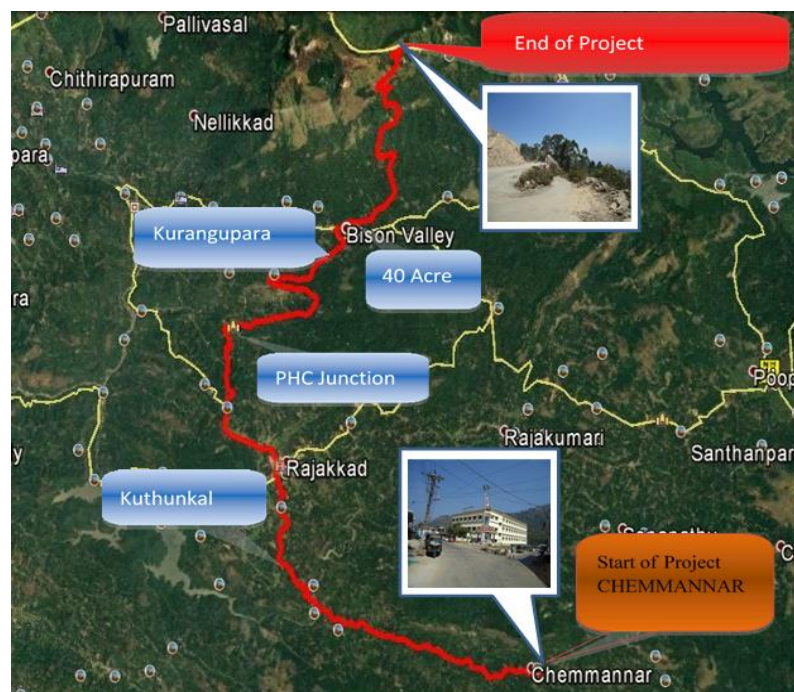 Pallivasal
End of Project
Chithirapuram
Nellikkad
para
Kurangupara
Bison Valley
40 Acre
ra
PHC Junction
Poop
Rajakumari
y
Rajakkad
Santhanpar
Kuthunkal
Start of Project
CHEMMANNAR
C
Chemmannar